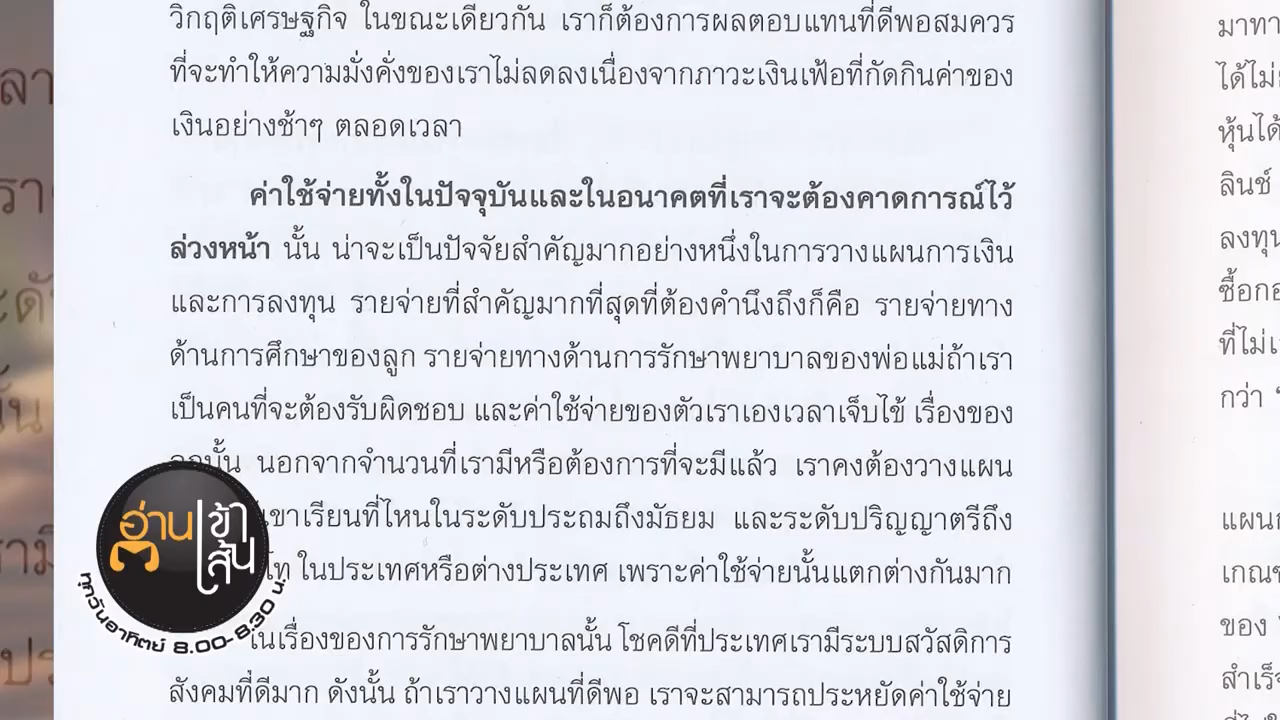 วิกฤติเศรษฐกิจ ในขณะเดียวกัน เราก็ต้องการผลตอบแทนที่ดีพอสมควร
ที่จะทำให้ความมั่งคั่งของเราไม่ลดลงเนื่องจากภาวะเงินเฟ้อที่กัดกินค่าของ
เงินอย่างช้าๆ ตลอดเวลา
ค่าใช้จ่ายทั้งในปัจจุบันและในอนาคตที่เราจะต้องคาดการณ์ไว้
ล่วงหน้า นั้น น่าจะเป็นปัจจัยสำคัญมากอย่างหนึ่งในการวางแผนการเงิน
และการลงทุน รายจ่ายที่สำคัญมากที่สุดที่ต้องคำนึงถึงก็คือ รายจ่ายทาง
ด้านการศึกษาของลูก รายจ่ายทางด้านการรักษาพยาบาลของพ่อแม่ถ้าเรา
เป็นคนที่จะต้องรับผิดชอบ และค่าใช้จ่ายของตัวเราเองเวลาเจ็บไข้ เรื่องของ
นั้น นอกจากจำนวนที่เรามีหรือต้องการที่จะมีแล้ว เราคงต้องวางแผน
เขาเรียนที่ไหนในระดับประถมถึงมัธยม และระดับปริญญาตรีถึง
โท ในประเทศหรือต่างประเทศ เพราะค่าใช้จ่ายนั้นแตกต่างกันมาก
ในเรื่องของการรักษาพยาบาลนั้น โชคดีที่ประเทศเรามีระบบสวัสดิการ
สังคมที่ดีมาก ดังนั้น ถ้าเราวางแผนที่ดีพอ เราจะสามารถประหยัดค่าใช้จ่าย
อ่านเข้าเส้น
ทุกวันอาทิตย์ 8.00-8.30 น.
มาทา
ได้ไม่
หุ้นได้
ลินช์
ลงทุน
ซื้อกอ
ที่ไม่เ
กว่า
แผน
เกณฑ
ของ
สำเร็จ